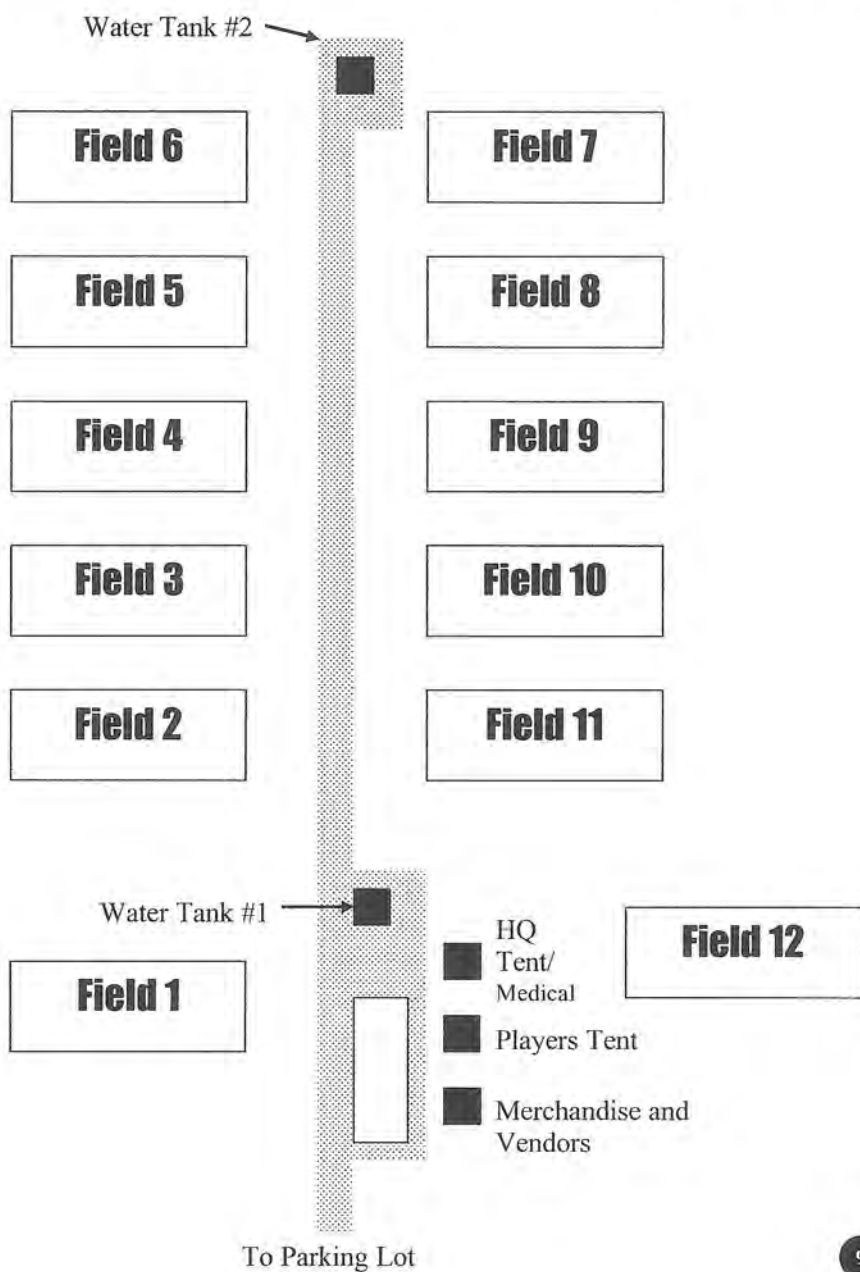 Water Tank #2
Field 6
Field 7
Field 5
Field 8
Field 4
Field 9
Field 3
Field 10
Field 2
Field 11
Water Tank #1
HQ
Tent/
Medical
Field 12
Field 1
Players Tent
Merchandise and
Vendors
To Parking Lot